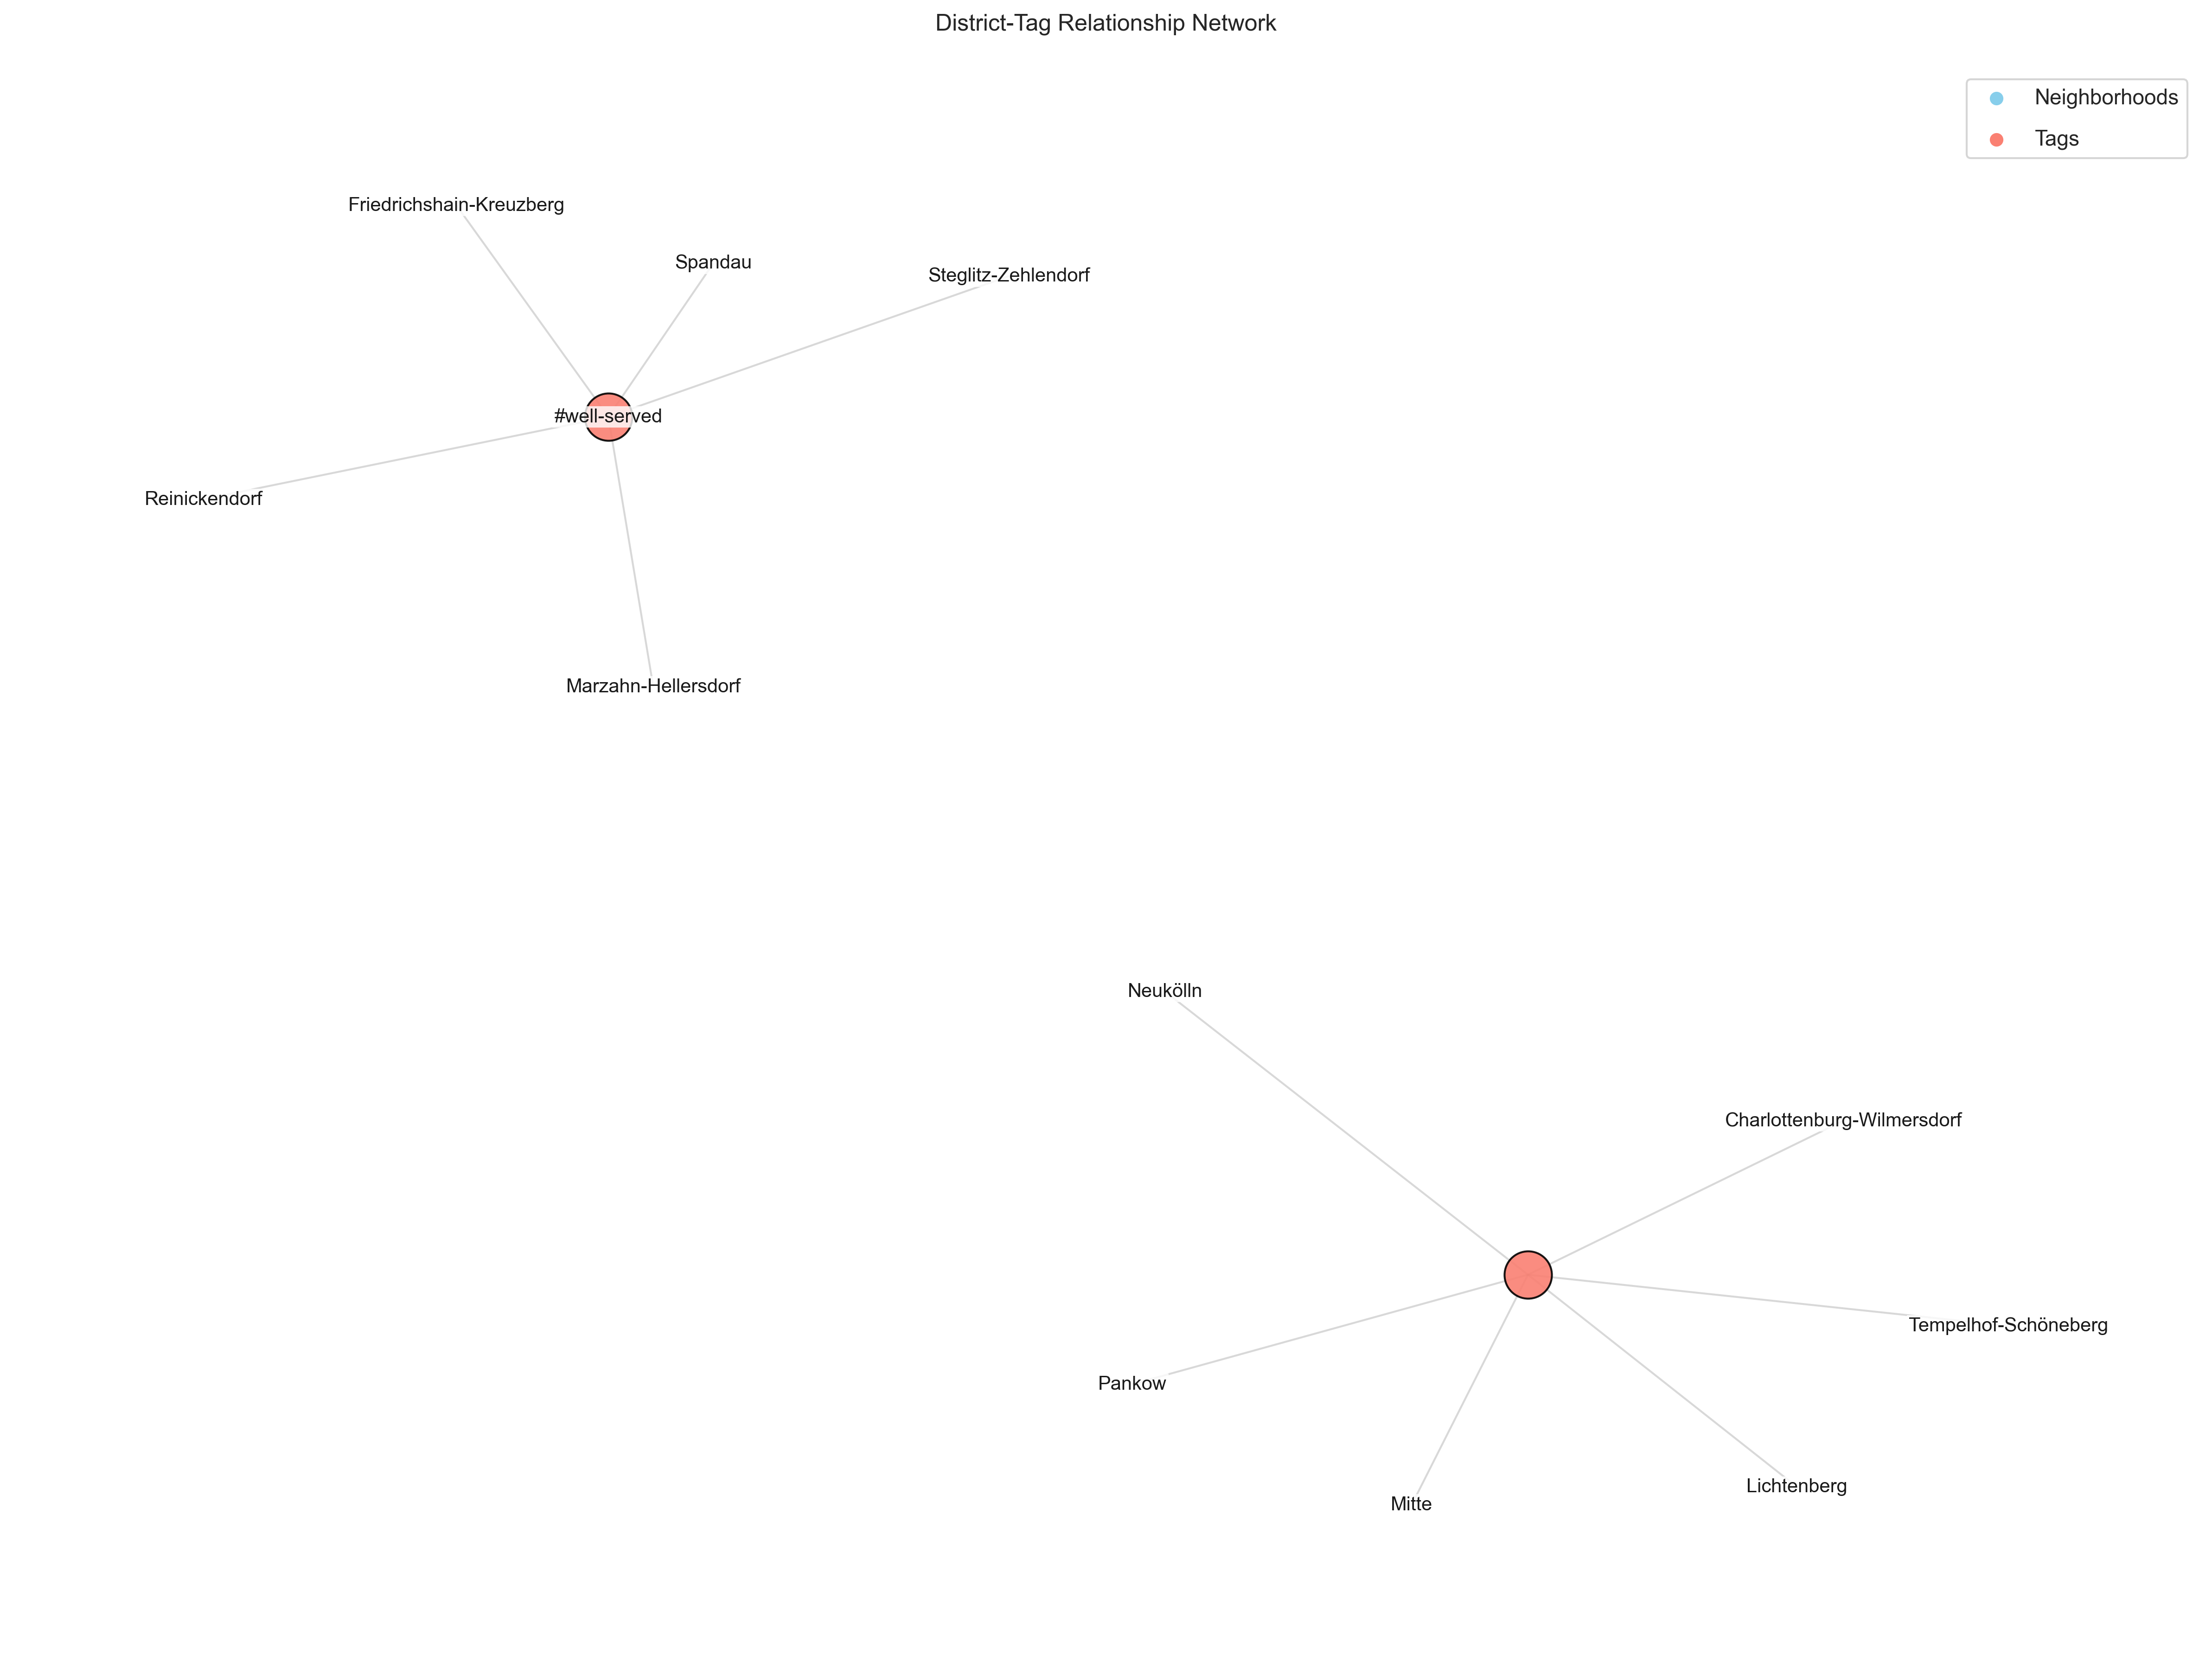 District-Tag Relationship Network
Neighborhoods
Tags
Friedrichshain-Kreuzberg
Spandau
Steglitz-Zehlendorf
#well-served
Reinickendorf
Marzahn-Hellersdorf
Neukölln
Charlottenburg-Wilmersdorf
Tempelhof-Schöneberg
Pankow
Lichtenberg
Mitte